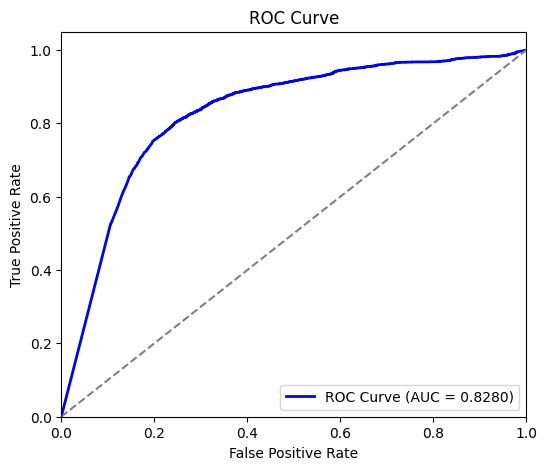 ROC Curve
True Positive Rate
1.0
0.8
0.6
0.4
0.2
0.0
0.0 0.2 0.4 0.6 0.8 1.0
False Positive Rate
ROC Curve (AUC = 0.8280)